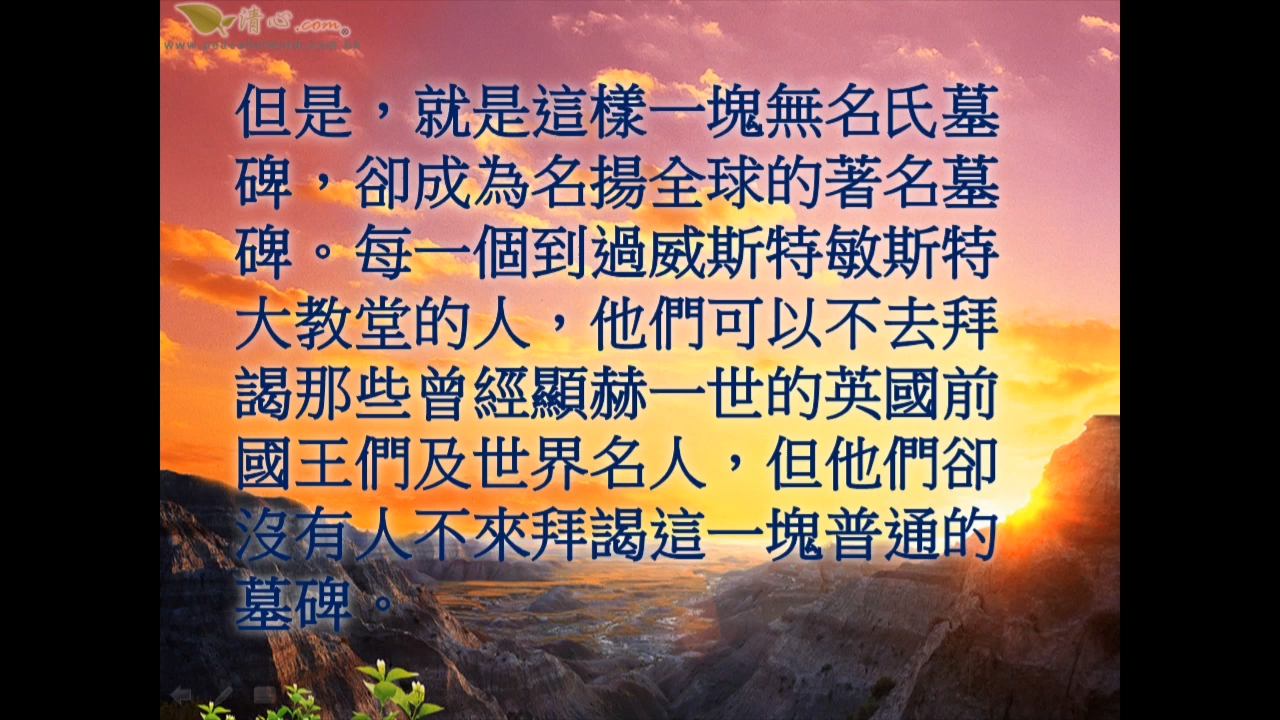 清心.com
但是，就是這樣一塊無名氏墓
碑，卻成為名揚全球的著名墓
碑。每一個到過威斯特敏斯特
大教堂的人，他們可以不去拜
謁那些曾經顯赫一世的英國前
國王們及世界名人，但他們卻
沒有人不來拜謁這一塊普通的
墓碑。